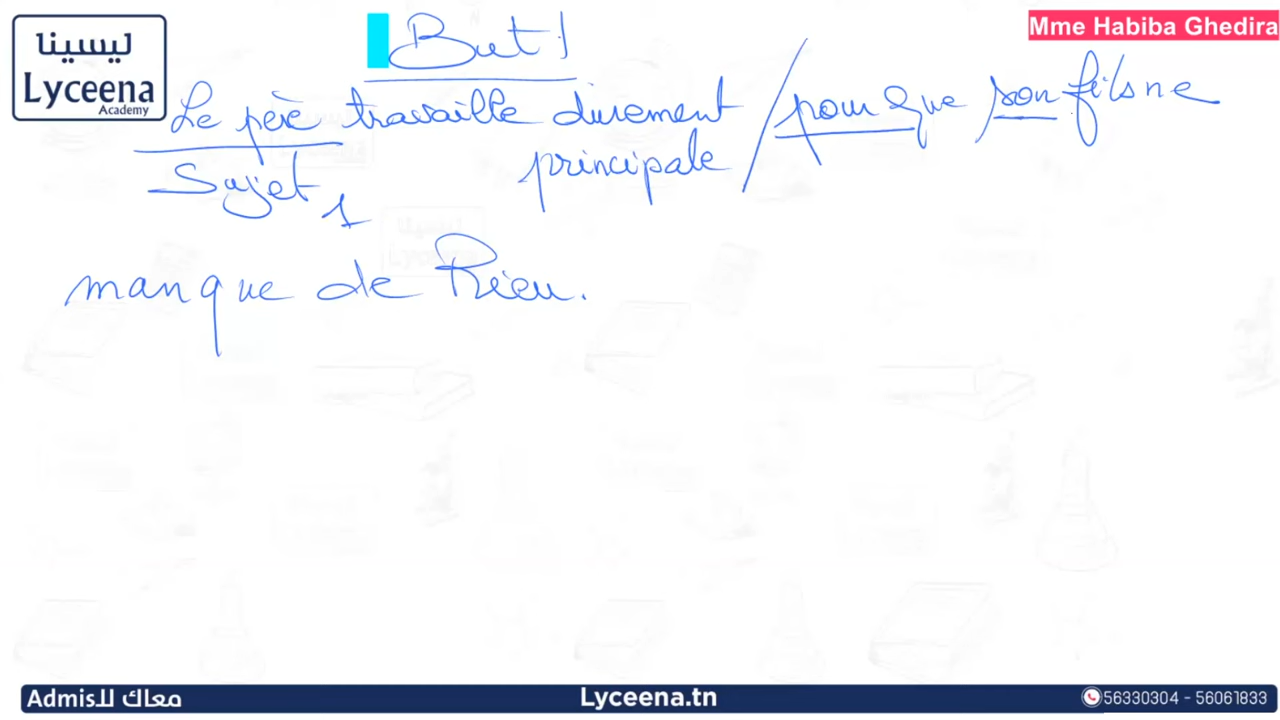 ليسينا
Lyceena
Academy
But!
Mme Habiba Ghedira
Le père travaille durement / pour que son fils ne
Sujet 1 principale
manque de Rien.
Admis معاك للـ
Lyceena.tn
56330304 - 56061833